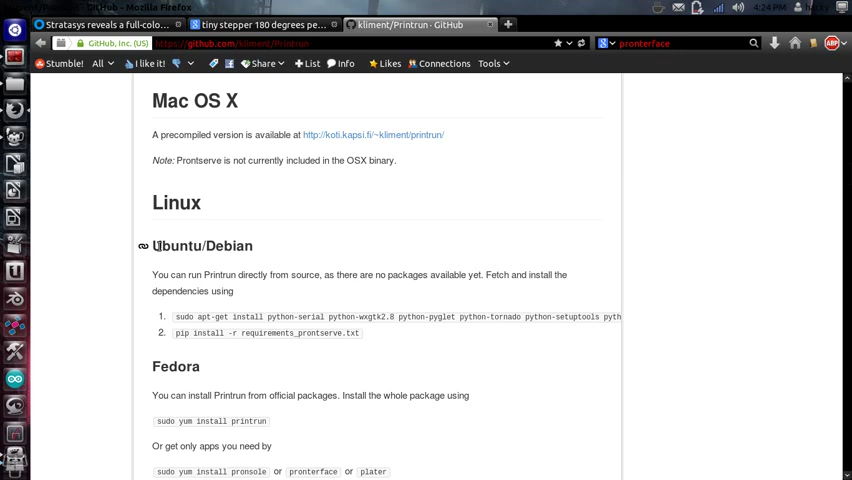 GitHub - Mozilla Firefox
4:24 PM
Stratasys reveals a full-colo...
tiny stepper 180 degrees pe...
kliment/Printrun · GitHub
GitHub, Inc. (US)
https://github.com/kliment/Printrun
pronterface
ABP
Stumble!
All
I like it!
Share
List
Info
Likes
Connections
Tools
Mac OS X
A precompiled version is available at http://koti.kapsi.fi/~kliment/printrun/
Note: Prontserve is not currently included in the OSX binary.
Linux
Ubuntu/Debian
You can run Printrun directly from source, as there are no packages available yet. Fetch and install the
dependencies using
1. sudo apt-get install python-serial python-wxgtk2.8 python-pyglet python-tornado python-setuptools pyth
2. pip install -r requirements_prontserve.txt
Fedora
You can install Printrun from official packages. Install the whole package using
sudo yum install printrun
Or get only apps you need by
sudo yum install pronsole or pronterface or plater